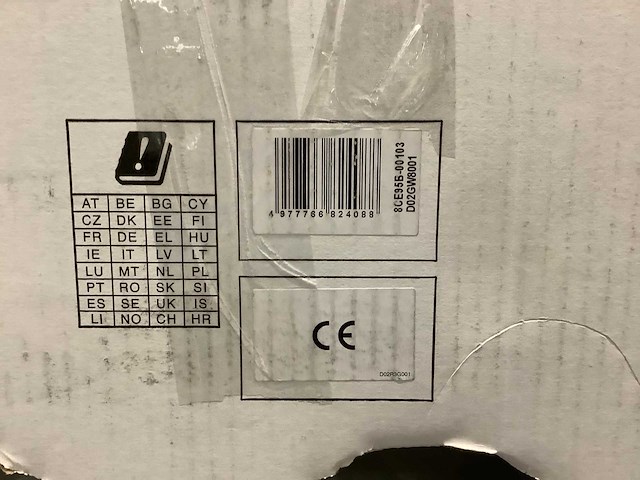 !
AT BE BG CY
CZ DK EE FI
FR DE EL HU
IE IT LV LT
LU MT NL PL
PT RO SK SI
ES SE UK IS
LI NO CH HR
4 977766 824088
8CE95B-00103
D02GW8001
CE